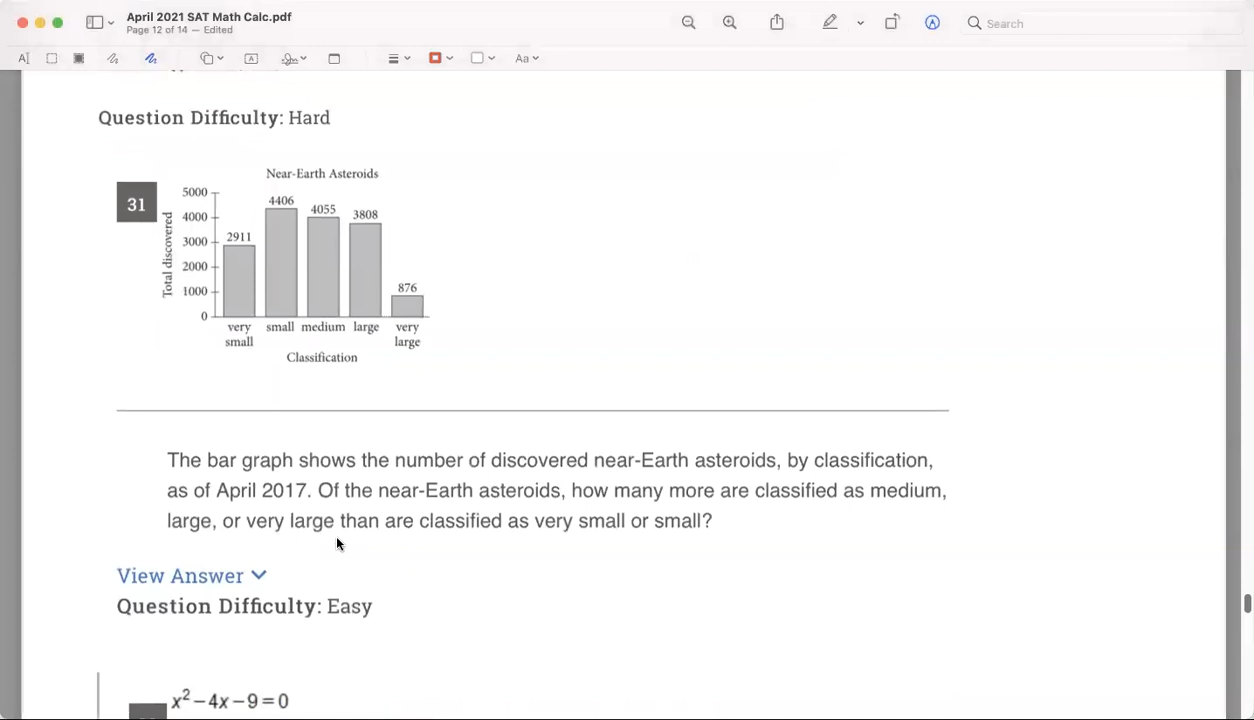 April 2021 SAT Math Calc.pdf
Page 12 of 14 — Edited
Search
A
Aa
Question Difficulty: Hard
31
Near-Earth Asteroids
Total discovered
5000
4000
3000
2000
1000
0
2911
4406
4055
3808
876
very small
small
medium
large
very large
Classification
The bar graph shows the number of discovered near-Earth asteroids, by classification,
as of April 2017. Of the near-Earth asteroids, how many more are classified as medium,
large, or very large than are classified as very small or small?
View Answer
Question Difficulty: Easy
x² – 4x – 9 = 0